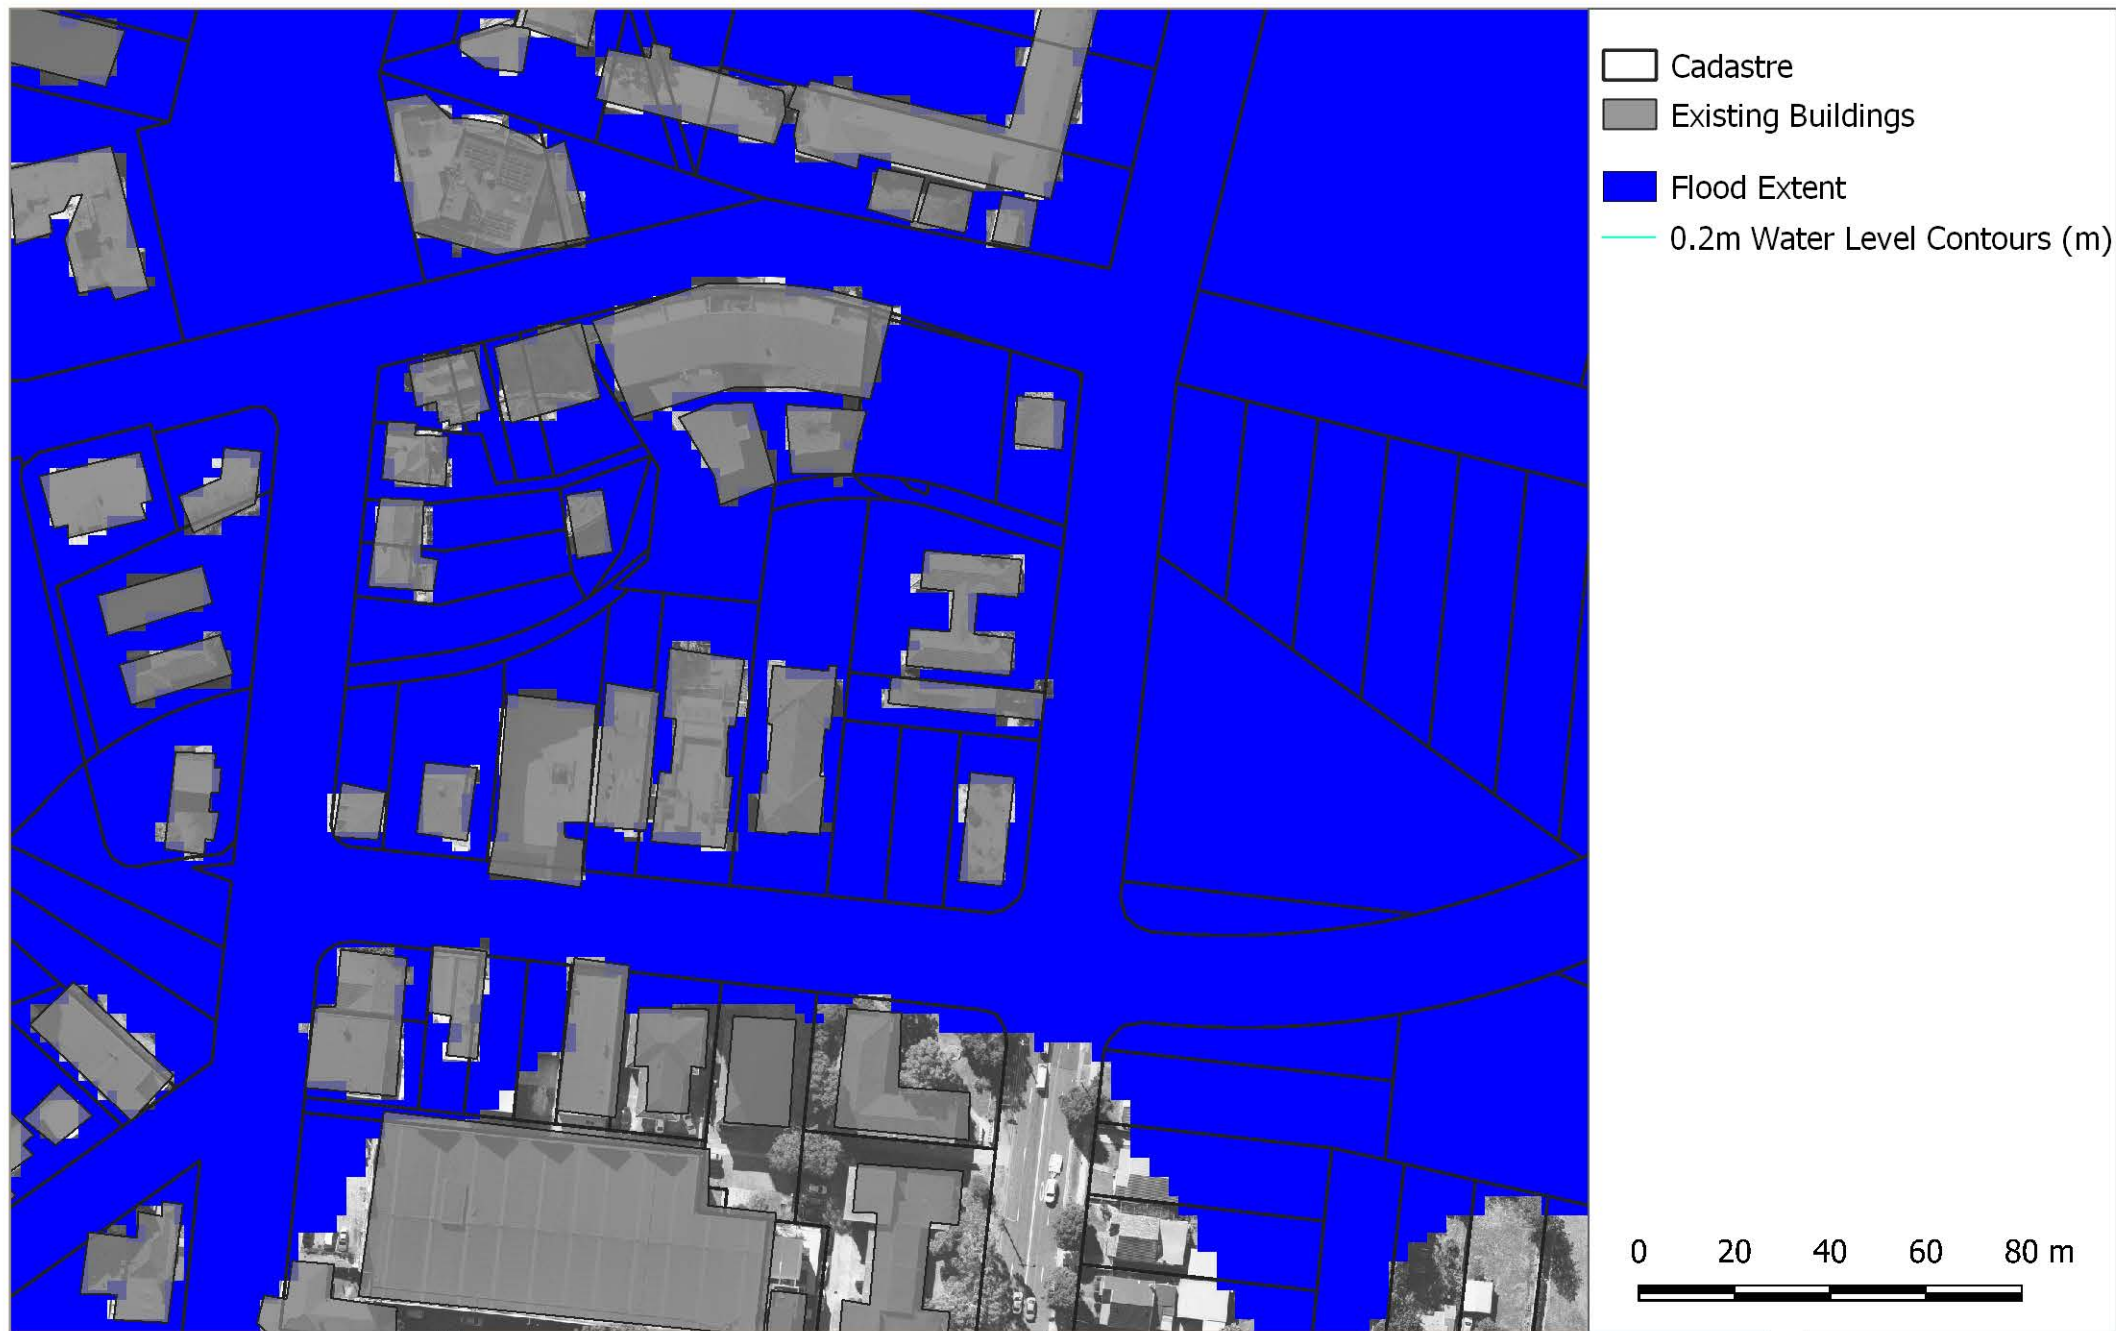 Cadastre
Existing Buildings
Flood Extent
0.2m Water Level Contours (m)
0 20 40 60 80 m